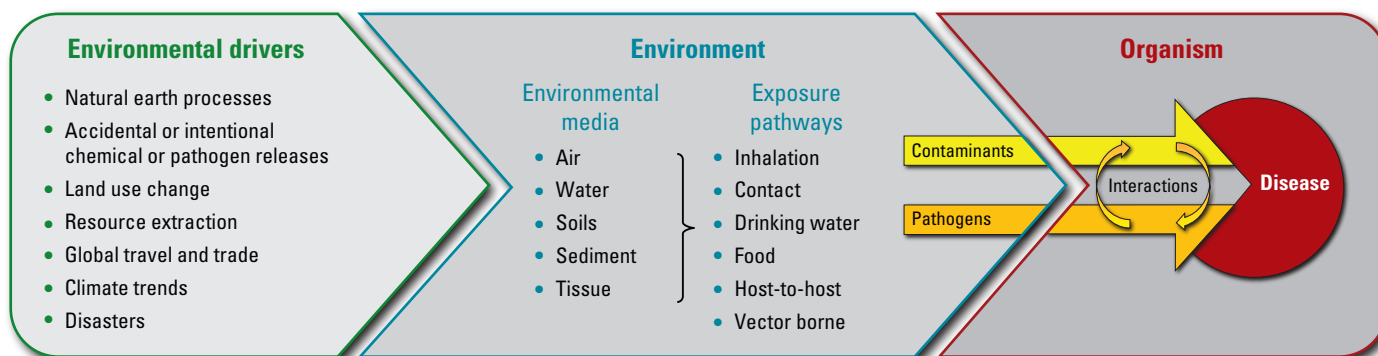 Environmental drivers
• Natural earth processes
• Accidental or intentional
chemical or pathogen releases
• Land use change
• Resource extraction
• Global travel and trade
• Climate trends
• Disasters
Environment
Environmental
media
• Air
• Water
• Soils
• Sediment
• Tissue
Exposure
pathways
• Inhalation
• Contact
• Drinking water
• Food
• Host-to-host
• Vector borne
Organism
Contaminants
Pathogens
Interactions
Disease